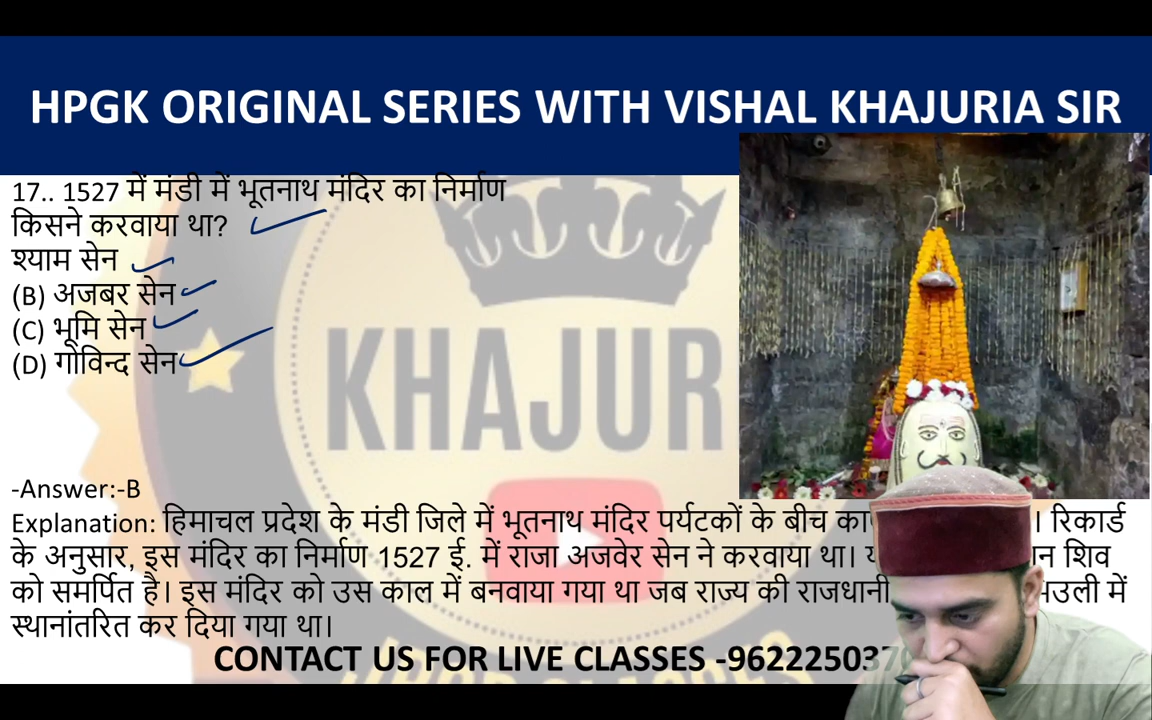 HPGK ORIGINAL SERIES WITH VISHAL KHAJURIA SIR
17.. 1527 में मंडी में भूतनाथ मंदिर का निर्माण
किसने करवाया था?
श्याम सेन
(B) अजबर सेन
(C) भूमि सेन
(D) गोविन्द सेन
KHAJUR
-Answer:-B
Explanation: हिमाचल प्रदेश के मंडी जिले में भूतनाथ मंदिर पर्यटकों के बीच । रिकार्ड
के अनुसार, इस मंदिर का निर्माण 1527 ई. में राजा अजवेर सेन ने करवाया था। शिव
को समर्पित है। इस मंदिर को उस काल में बनवाया गया था जब राज्य की राजधानी में
स्थानांतरित कर दिया गया था।
CONTACT US FOR LIVE CLASSES -962225037